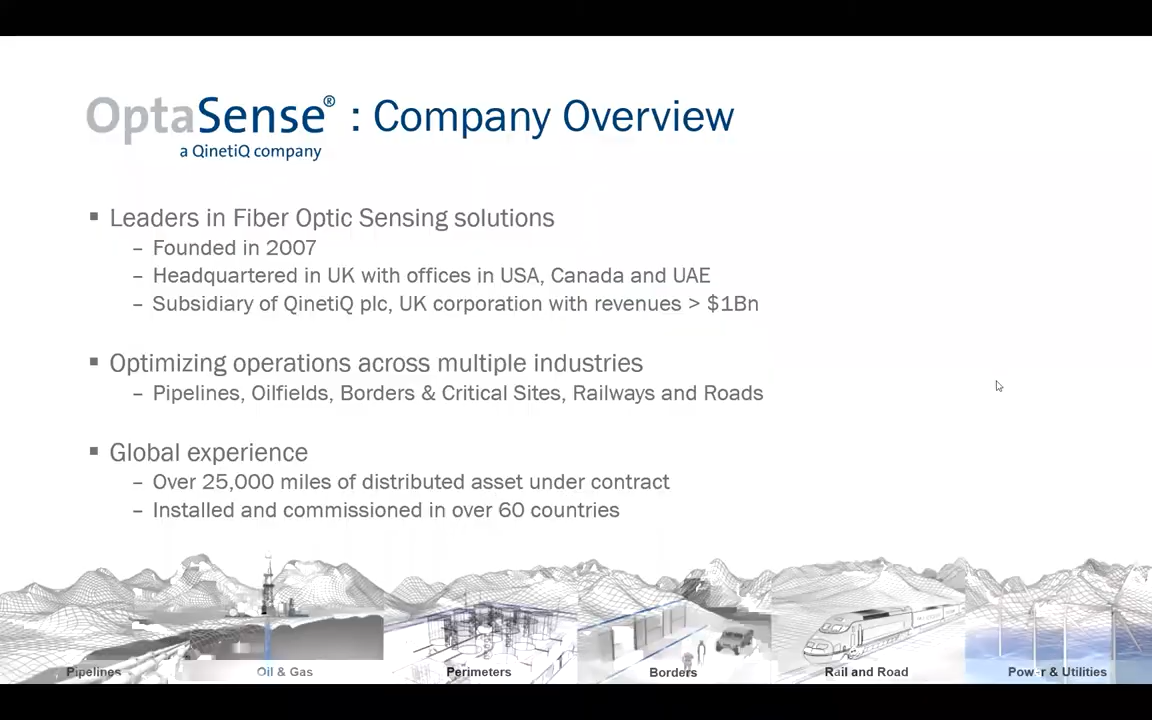 OptaSense® : Company Overview
a QinetiQ company
▪ Leaders in Fiber Optic Sensing solutions
– Founded in 2007
– Headquartered in UK with offices in USA, Canada and UAE
– Subsidiary of QinetiQ plc, UK corporation with revenues > $1Bn
▪ Optimizing operations across multiple industries
– Pipelines, Oilfields, Borders & Critical Sites, Railways and Roads
▪ Global experience
– Over 25,000 miles of distributed asset under contract
– Installed and commissioned in over 60 countries
Pipelines Oil & Gas Perimeters Borders Rail and Road Power & Utilities